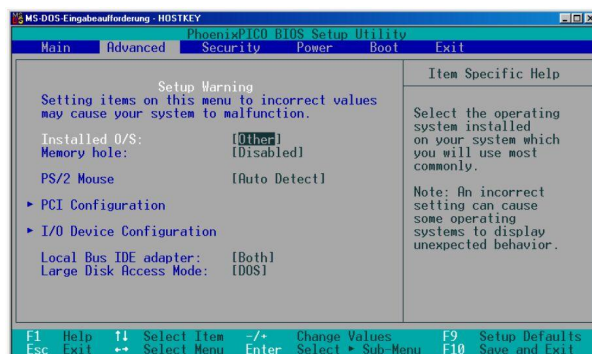 MS-DOS-Eingabeaufforderung - HOSTKEY
PhoenixPICO BIOS Setup Utility
Main Advanced Security Power Boot Exit
Setup Warning
Setting items on this menu to incorrect values
may cause your system to malfunction.
Installed O/S: [Other]
Memory hole: [Disabled]
PS/2 Mouse [Auto Detect]
► PCI Configuration
► I/O Device Configuration
Local Bus IDE adapter: [Both]
Large Disk Access Mode: [DOS]
Item Specific Help
Select the operating
system installed
on your system which
you will use most
commonly.
Note: An incorrect
setting can cause
some operating
systems to display
unexpected behavior.
F1 Help ↑↓ Select Item -/+ Change Values F9 Setup Defaults
Esc Exit ←→ Select Menu Enter Select ► Sub-Menu F10 Save and Exit